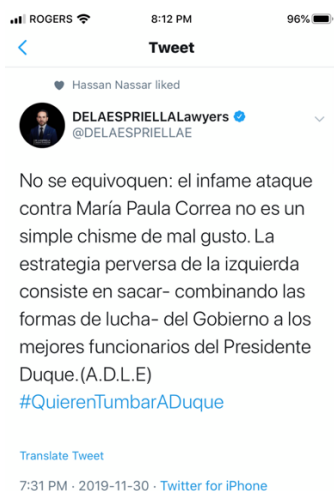 ROGERS 8:12 PM 96%
Tweet
Hassan Nassar liked
DELAESPRIELLALawyers
@DELAESPRIELLAE
No se equivoquen: el infame ataque
contra María Paula Correa no es un
simple chisme de mal gusto. La
estrategia perversa de la izquierda
consiste en sacar- combinando las
formas de lucha- del Gobierno a los
mejores funcionarios del Presidente
Duque.(A.D.L.E)
#QuierenTumbarADuque
Translate Tweet
7:31 PM · 2019-11-30 · Twitter for iPhone